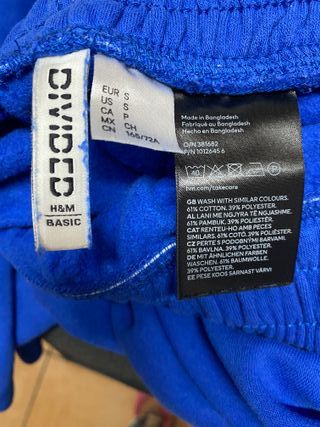 DIVIDED
H&M
BASIC
EUR S
US S
CA P
MX CH
CN 165/72A
Made in Bangladesh
Fabriqué au Bangladesh
Hecho en Bangladesh
O/N 381682
P/N 1012645 6
hm.com/takecare
GB WASH WITH SIMILAR COLOURS.
61% COTTON. 39% POLYESTER.
AL LANI ME NGJYRA TË NGJASHME
61% PAMBUK. 39% POLIESTËR.
CAT RENTEU-HO AMB PECES
SIMILARS. 61% COTÓ. 39% POLIÈSTER.
CZ PERTE S PODOBNÝMI BARVAMI.
61% BAVLNA. 39% POLYESTER.
DE MIT ÄHNLICHEN FARBEN
WASCHEN. 61% BAUMWOLLE.
39% POLYESTER.
EE PESE KOOS SARNAST VÄRVI